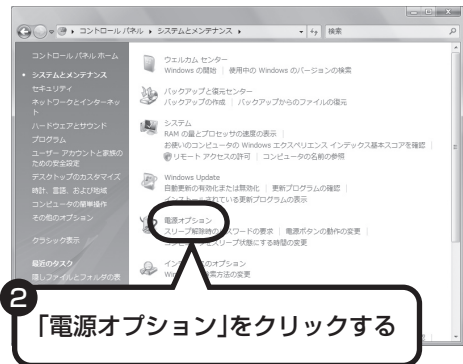 コントロール パネル ▸ システムとメンテナンス ▸
検索
コントロール パネル ホーム
システムとメンテナンス
セキュリティ
ネットワークとインターネッ
ト
ハードウェアとサウンド
プログラム
ユーザー アカウントと家族の
ための安全設定
デスクトップのカスタマイズ
時計、言語、および地域
コンピュータの簡単操作
その他のオプション
クラシック表示
最近のタスク
隠しファイルとフォルダの表
ウェルカム センター
Windows の開始 | 使用中の Windows のバージョンの検索
バックアップと復元センター
バックアップの作成 | バックアップからのファイルの復元
システム
RAM の量とプロセッサの速度の表示
お使いのコンピュータの Windows エクスペリエンス インデックス基本スコアを確認
リモート アクセスの許可 | コンピュータの名前の参照
Windows Update
自動更新の有効化または無効化 | 更新プログラムの確認
インストールされている更新プログラムの表示
電源オプション
スリープ解除時のパスワードの要求 | 電源ボタンの動作の変更
スリープ状態にする時間の変更
のオプション
検索方法の変更
2
「電源オプション」をクリックする